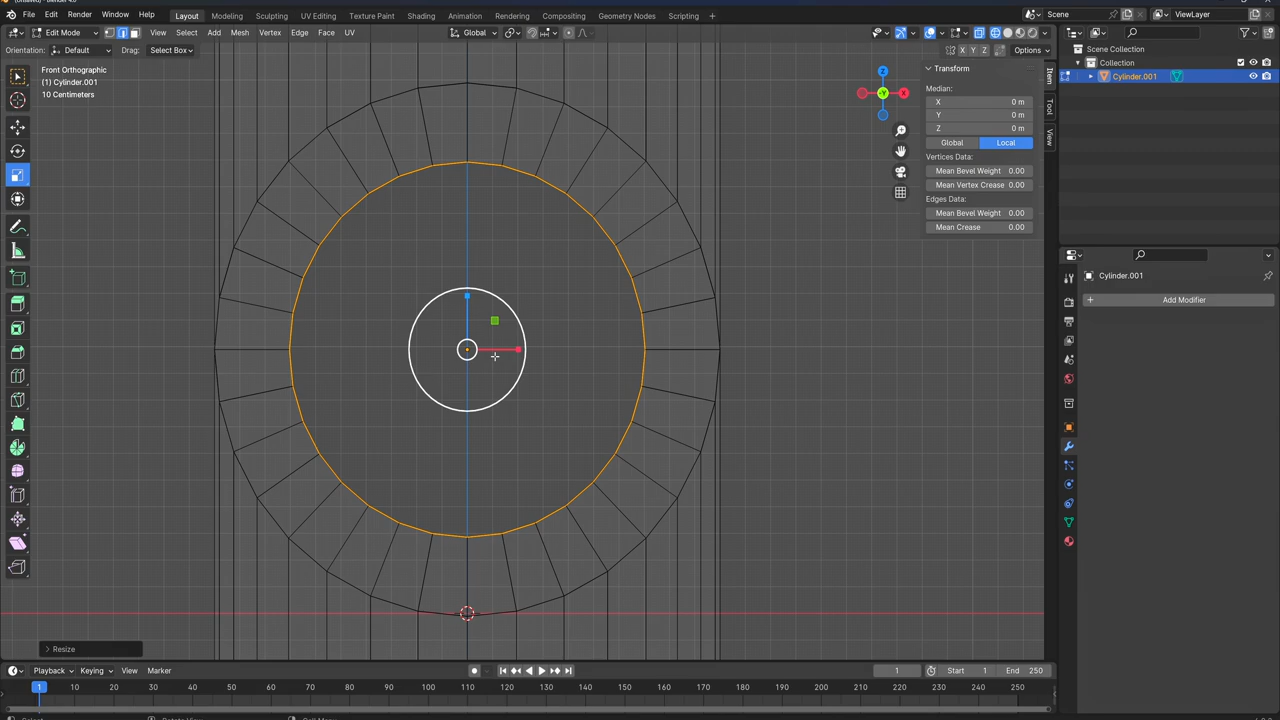 File Edit Render Window Help Layout Modeling Sculpting UV Editing Texture Paint Shading Animation Rendering Compositing Geometry Nodes Scripting + Scene ViewLayer
Edit Mode View Select Add Mesh Vertex Edge Face UV Global
Orientation: Default Drag: Select Box X Y Z Options
Front Orthographic
(1) Cylinder.001
10 Centimeters
Z
X
Y
Transform
Median:
X 0 m
Y 0 m
Z 0 m
Global Local
Vertices Data:
Mean Bevel Weight 0.00
Mean Vertex Crease 0.00
Edges Data:
Mean Bevel Weight 0.00
Mean Crease 0.00
Item
Tool
View
Scene Collection
Collection
Cylinder.001
Cylinder.001
+ Add Modifier
> Resize
Playback Keying View Marker 1 Start 1 End 250
1 10 20 30 40 50 60 70 80 90 100 110 120 130 140 150 160 170 180 190 200 210 220 230 240 250